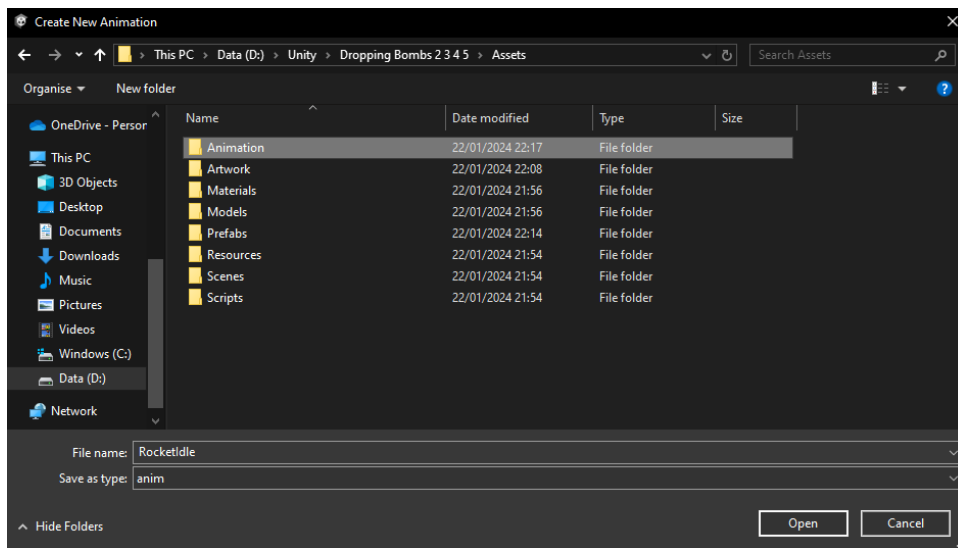 Create New Animation
This PC > Data (D:) > Unity > Dropping Bombs 2 3 4 5 > Assets
Search Assets
Organise
New folder
Name
Date modified
Type
Size
OneDrive - Person
This PC
3D Objects
Desktop
Documents
Downloads
Music
Pictures
Videos
Windows (C:)
Data (D:)
Network
Animation 22/01/2024 22:17 File folder
Artwork 22/01/2024 22:08 File folder
Materials 22/01/2024 21:56 File folder
Models 22/01/2024 21:56 File folder
Prefabs 22/01/2024 22:14 File folder
Resources 22/01/2024 21:54 File folder
Scenes 22/01/2024 21:54 File folder
Scripts 22/01/2024 21:54 File folder
File name: RocketIdle
Save as type: anim
Hide Folders
Open
Cancel